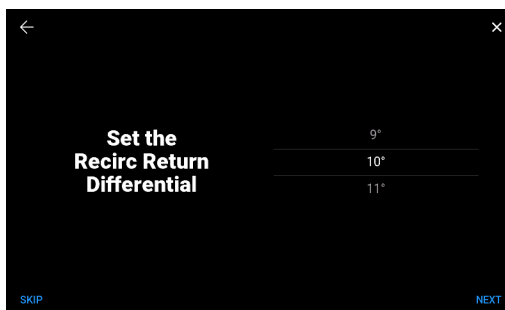 Set the
Recirc Return
Differential
9°
10°
11°
SKIP
NEXT